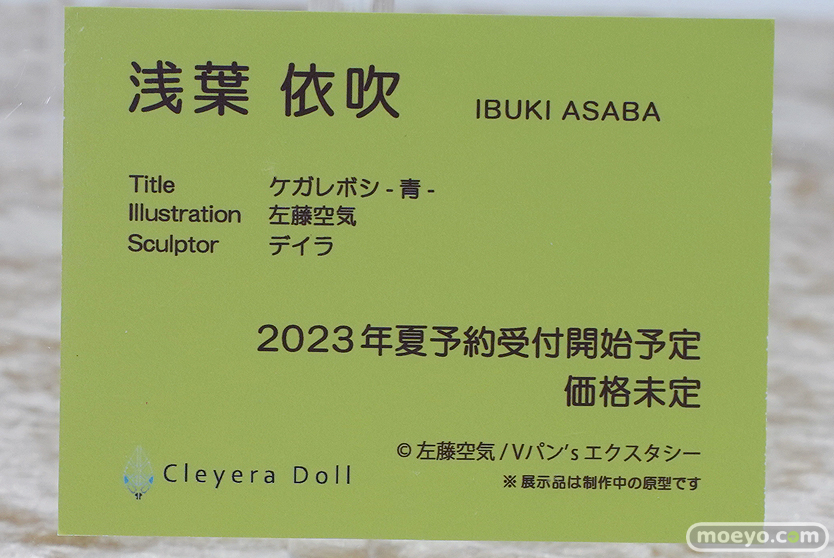 浅葉 依吹 IBUKI ASABA
Title ケガレボシ - 青 -
Illustration 左藤空気
Sculptor デイラ
2023年夏予約受付開始予定
価格未定
© 左藤空気 / Vパン's エクスタシー
Cleyera Doll ※ 展示品は制作中の原型です
moeyo.com